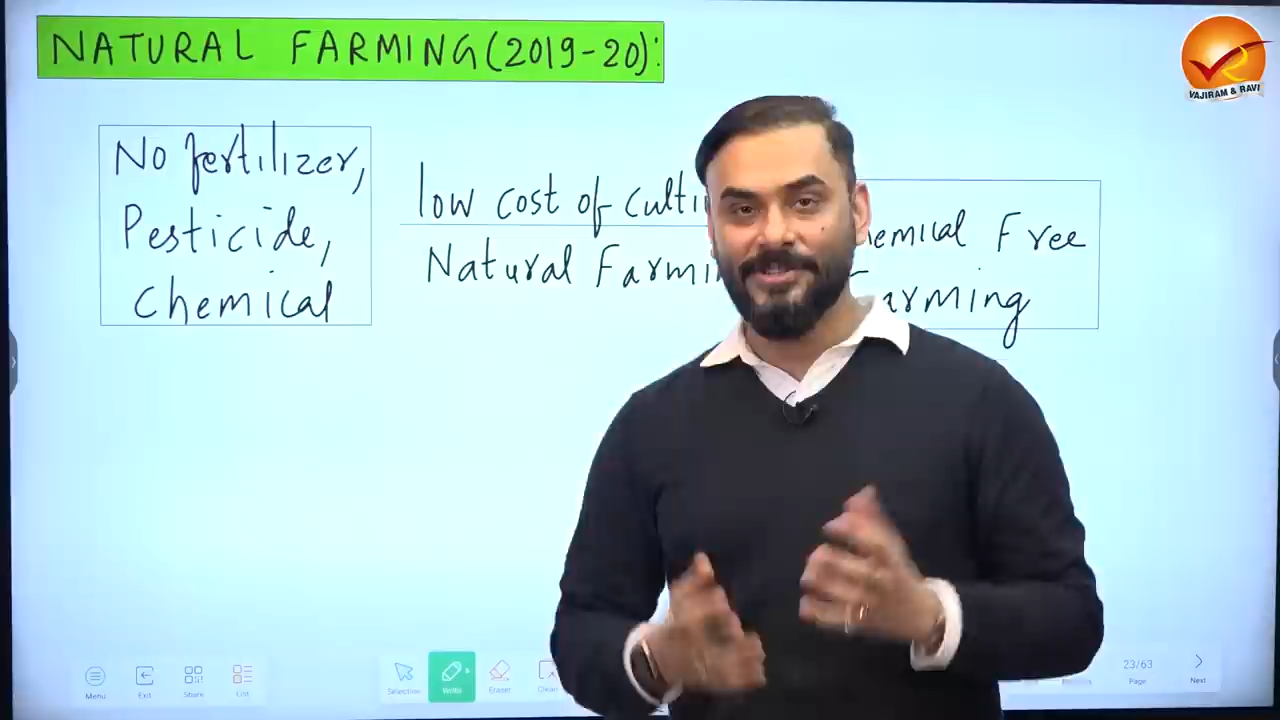 NATURAL FARMING (2019-20):
VAJIRAM & RAVI
No fertilizer,
Pesticide,
Chemical
low cost of
Natural
Free
Menu
Exit
Share
List
Selection
Write
Eraser
23/63
Page
Next